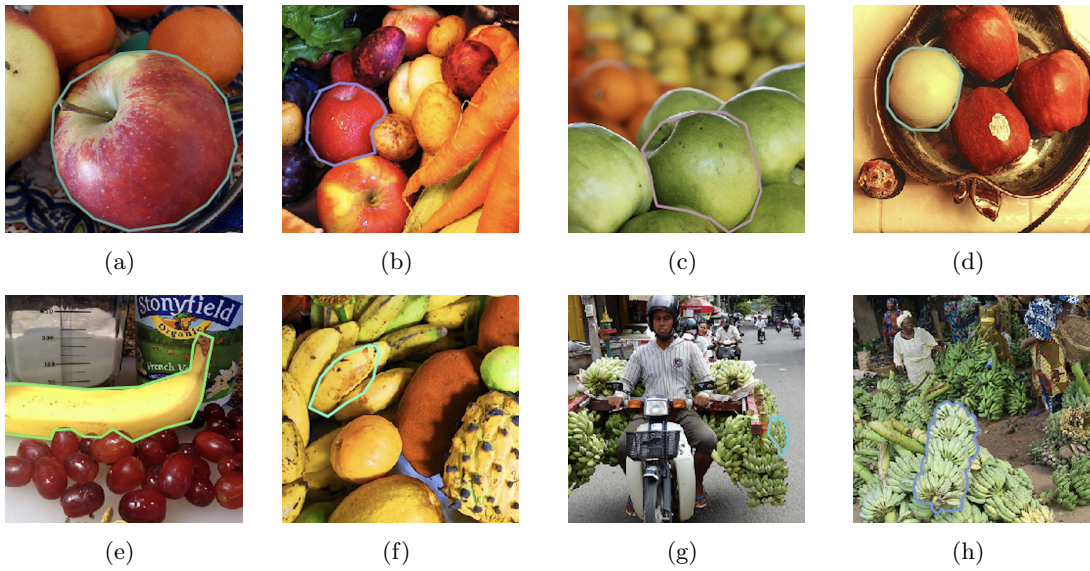 (a)
(b)
(c)
(d)
Stonyfield
Organic
French V
(e)
(f)
(g)
(h)